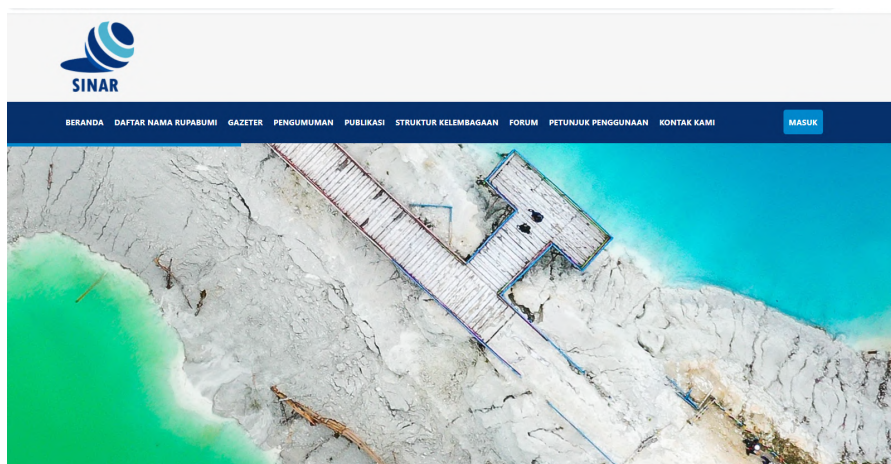 SINAR
BERANDA DAFTAR NAMA RUPABUMI GAZETER PENGUMUMAN PUBLIKASI STRUKTUR KELEMBAGAAN FORUM PETUNJUK PENGGUNAAN KONTAK KAMI MASUK